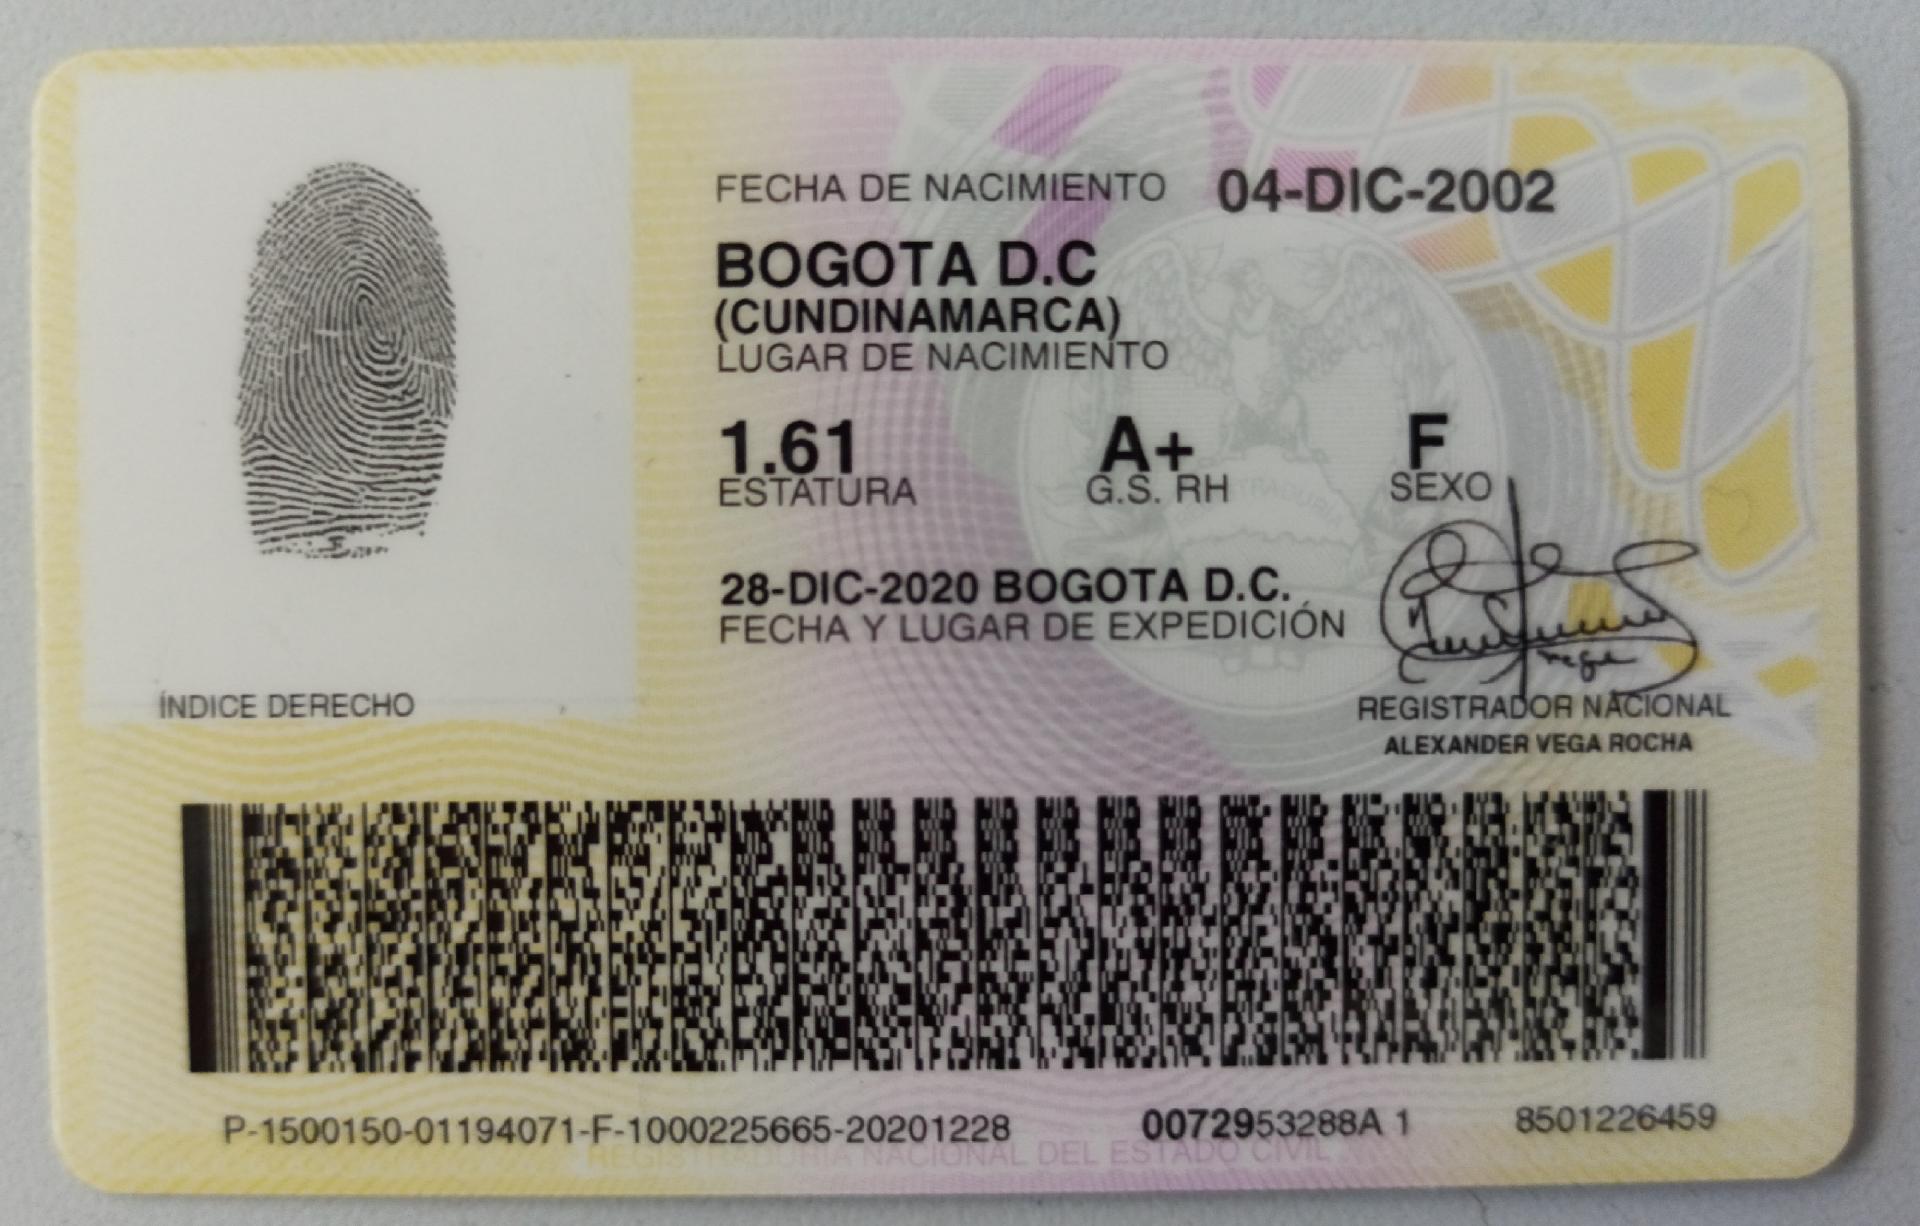 FECHA DE NACIMIENTO 04-DIC-2002
BOGOTA D.C
(CUNDINAMARCA)
LUGAR DE NACIMIENTO
1.61 A+ F
ESTATURA G.S. RH SEXO
28-DIC-2020 BOGOTA D.C.
FECHA Y LUGAR DE EXPEDICIÓN
ÍNDICE DERECHO
REGISTRADOR NACIONAL
ALEXANDER VEGA ROCHA
P-1500150-01194071-F-1000225665-20201228 0072953288A 1 8501226459
REGISTRADURIA NACIONAL DEL ESTADO CIVIL